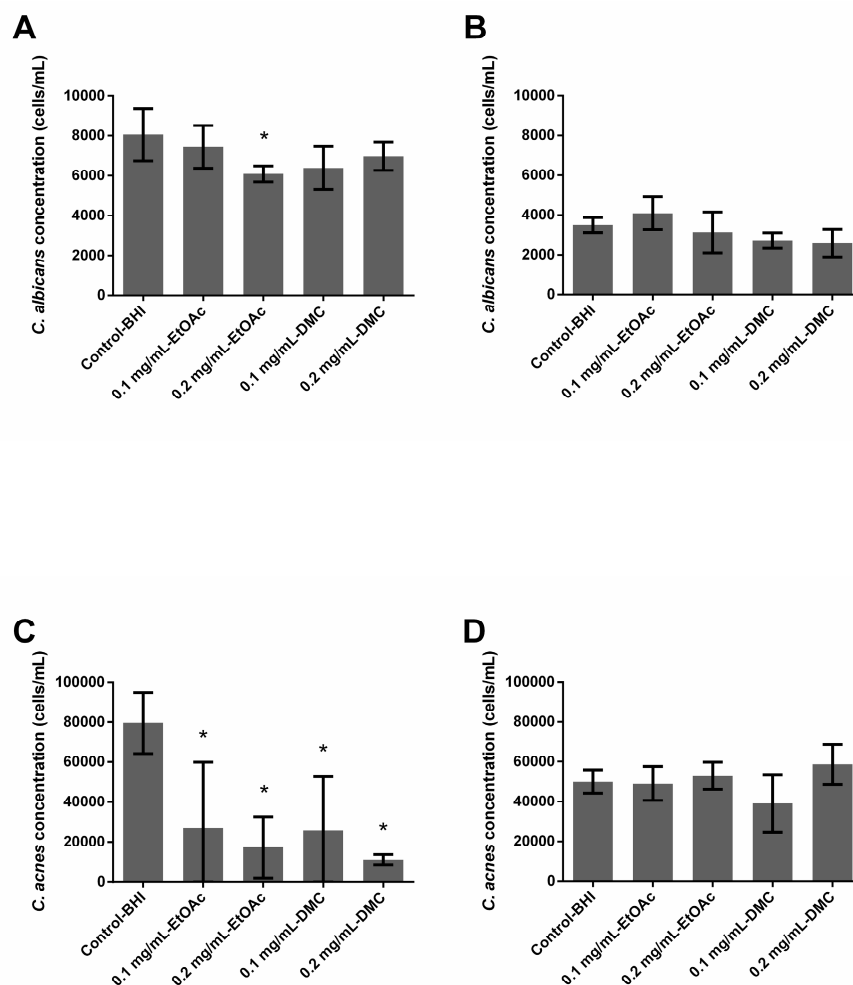 A
C. albicans concentration (cells/mL)
10000
8000
6000
4000
2000
0
*
Control-BHI
0.1 mg/mL-EtOAc
0.2 mg/mL-EtOAc
0.1 mg/mL-DMC
0.2 mg/mL-DMC
B
C. albicans concentration (cells/mL)
10000
8000
6000
4000
2000
0
Control-BHI
0.1 mg/mL-EtOAc
0.2 mg/mL-EtOAc
0.1 mg/mL-DMC
0.2 mg/mL-DMC
C
C. acnes concentration (cells/mL)
100000
80000
60000
40000
20000
0
*
*
*
*
Control-BHI
0.1 mg/mL-EtOAc
0.2 mg/mL-EtOAc
0.1 mg/mL-DMC
0.2 mg/mL-DMC
D
C. acnes concentration (cells/mL)
100000
80000
60000
40000
20000
0
Control-BHI
0.1 mg/mL-EtOAc
0.2 mg/mL-EtOAc
0.1 mg/mL-DMC
0.2 mg/mL-DMC